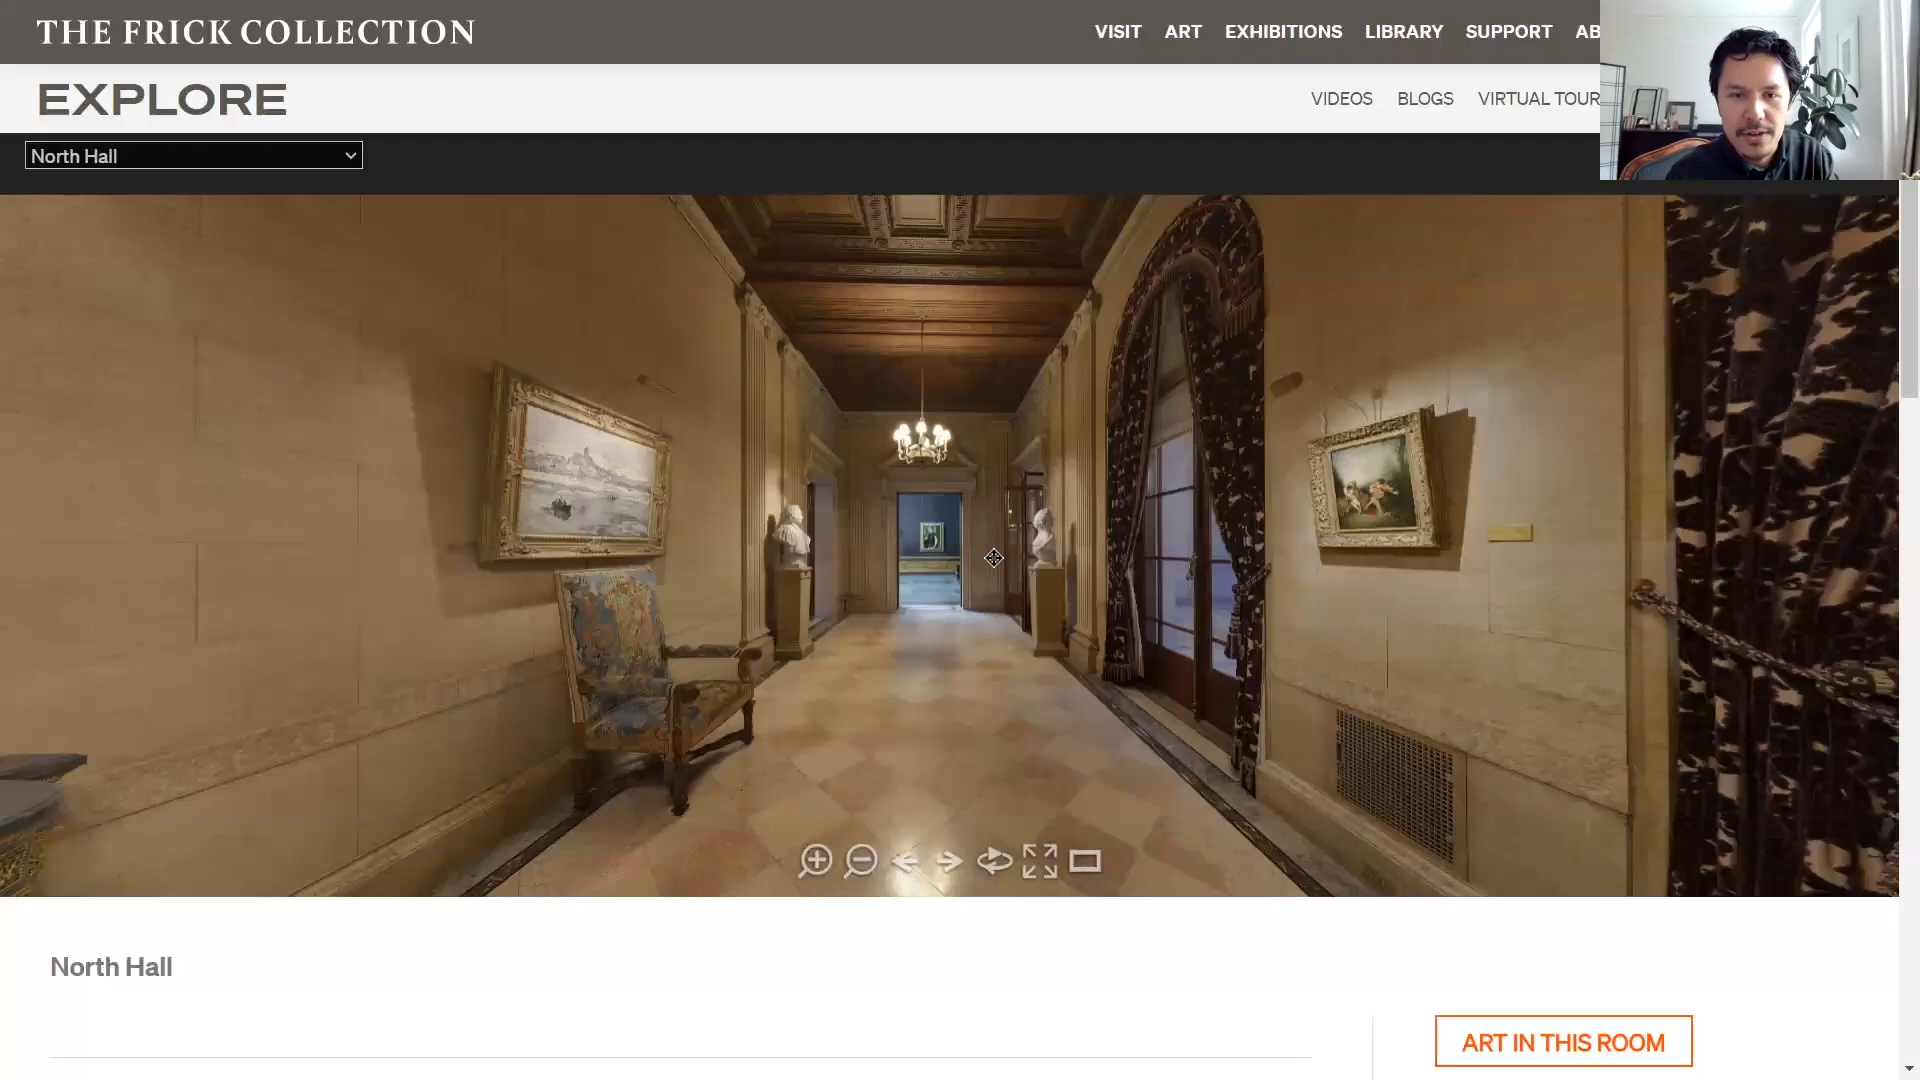 THE FRICK COLLECTION
VISIT ART EXHIBITIONS LIBRARY SUPPORT AB
EXPLORE
VIDEOS BLOGS VIRTUAL TOUR
North Hall
North Hall
ART IN THIS ROOM